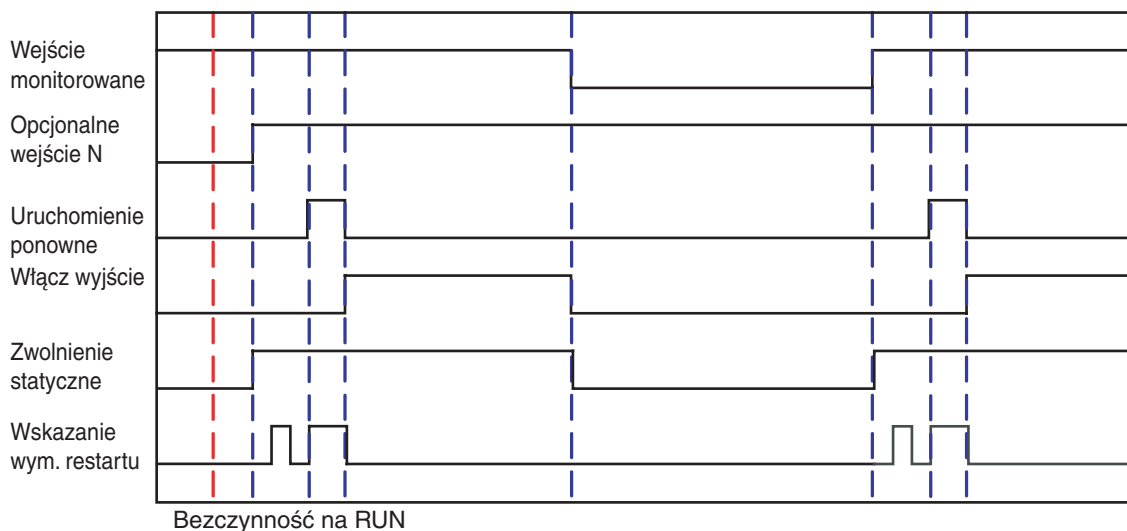 Wejście
monitorowane
Opcjonalne
wejście N
Uruchomienie
ponowne
Włącz wyjście
Zwolnienie
statyczne
Wskazanie
wym. restartu
Bezczynność na RUN